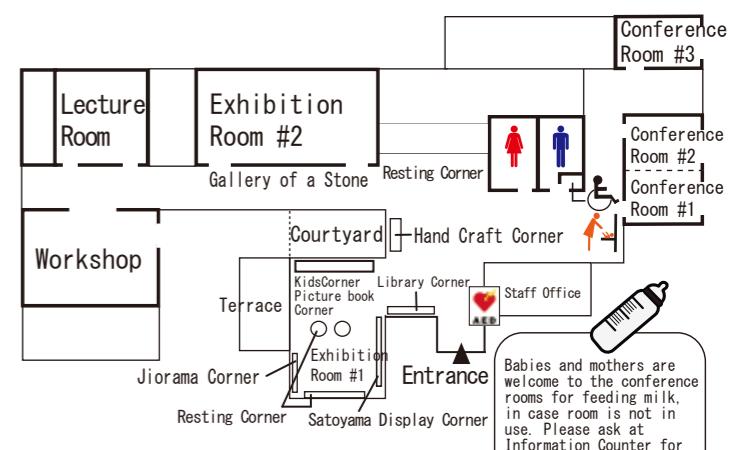 Conference
Room #3
Lecture
Room
Exhibition
Room #2
Conference
Room #2
Conference
Room #1
Gallery of a Stone
Resting Corner
Courtyard
Hand Craft Corner
Workshop
Terrace
KidsCorner
Picture book
Corner
Library Corner
AED
Staff Office
Exhibition
Room #1
Jiorama Corner
Entrance
Resting Corner
Satoyama Display Corner
Babies and mothers are
welcome to the conference
rooms for feeding milk,
in case room is not in
use. Please ask at
Information Counter for